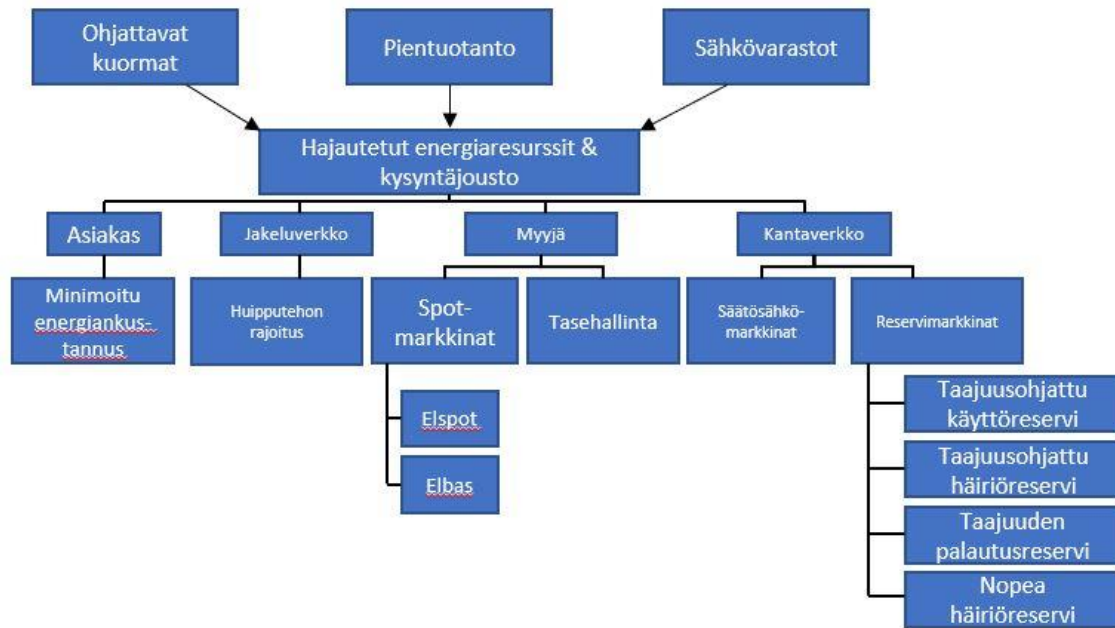 Ohjattavat
kuormat
Pientuotanto
Sähkövarastot
Hajautetut energiaresurssit &
kysyntäjousto
Asiakas
Jakeluverkko
Myyjä
Kantaverkko
Minimoitu
energiankus-
tannus
Huipputehon
rajoitus
Spot-
markkinat
Tasehallinta
Säätösähkö-
markkinat
Reservimarkkinat
Elspot
Elbas
Taajuusohjattu
käyttöreservi
Taajuusohjattu
häiriöreservi
Taajuuden
palautusreservi
Nopea
häiriöreservi